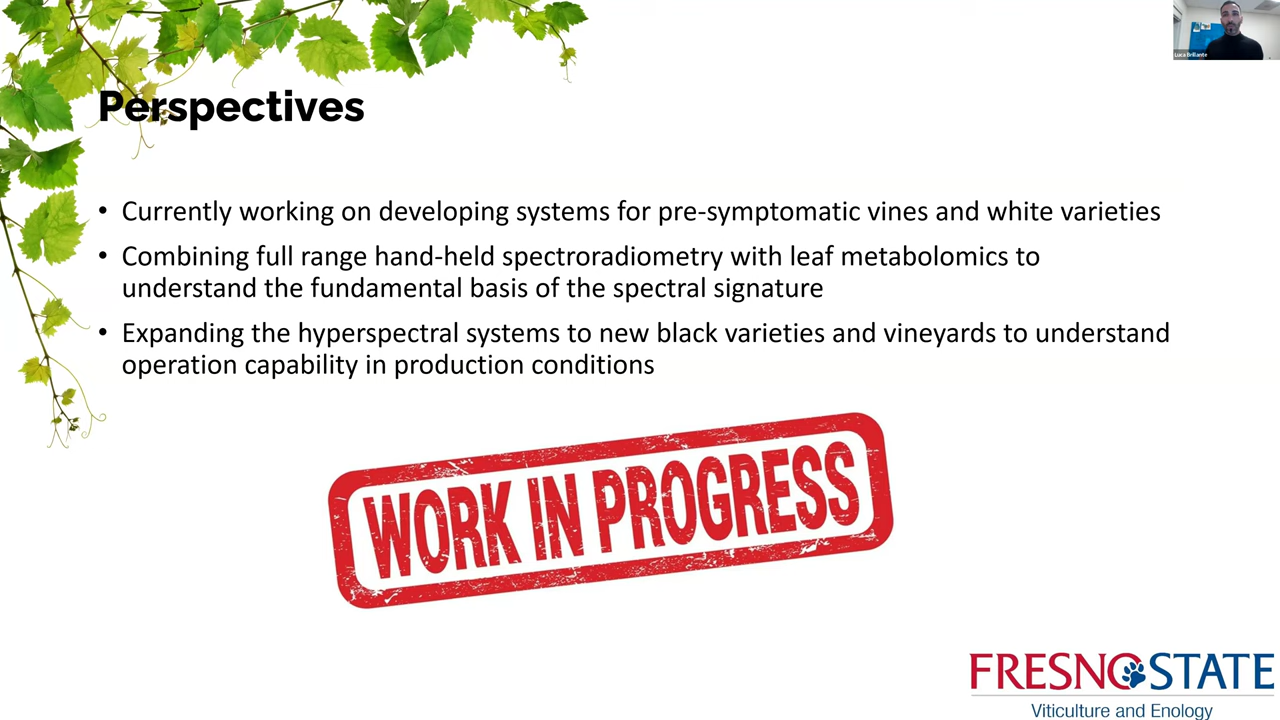 Luca Brillante
Perspectives
• Currently working on developing systems for pre-symptomatic vines and white varieties
• Combining full range hand-held spectroradiometry with leaf metabolomics to
understand the fundamental basis of the spectral signature
• Expanding the hyperspectral systems to new black varieties and vineyards to understand
operation capability in production conditions
WORK IN PROGRESS
FRESNO STATE
Viticulture and Enology